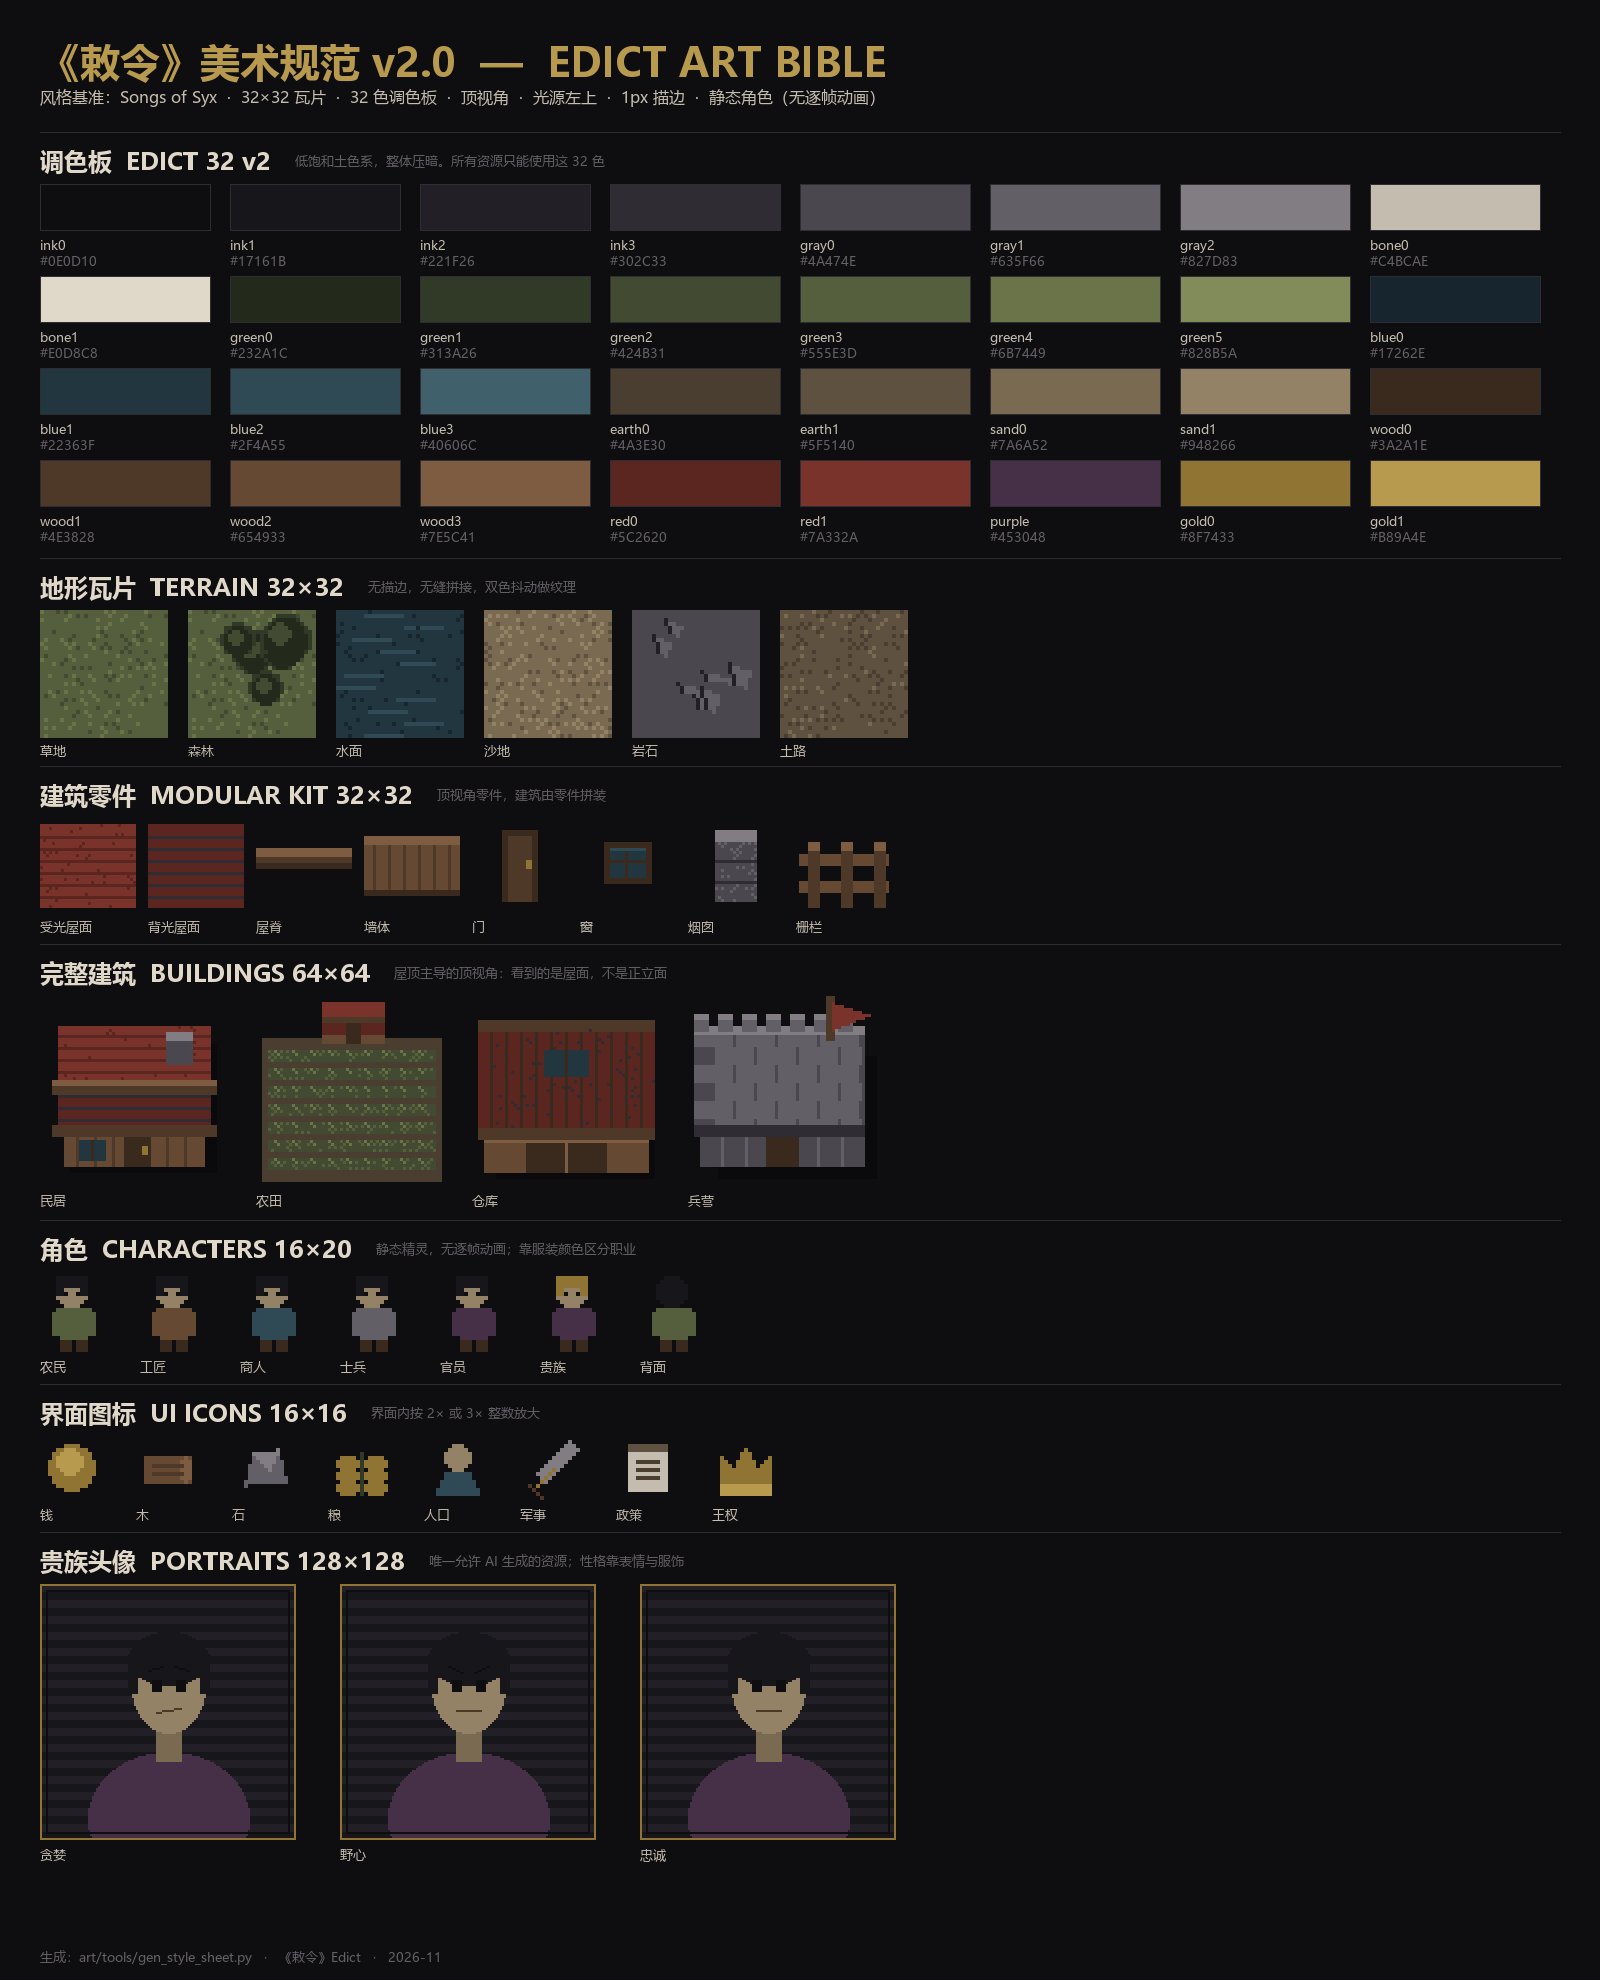 《敕令》美术规范 v2.0 — EDICT ART BIBLE
风格基准：Songs of Syx · 32×32 瓦片 · 32 色调色板 · 顶视角 · 光源左上 · 1px 描边 · 静态角色（无逐帧动画）
调色板 EDICT 32 v2 低饱和土色系，整体压暗。所有资源只能使用这 32 色
ink0 ink1 ink2 ink3 gray0 gray1 gray2 bone0
#0E0D10 #17161B #221F26 #302C33 #4A474E #635F66 #827D83 #C4BCAE
bone1 green0 green1 green2 green3 green4 green5 blue0
#E0D8C8 #232A1C #313A26 #424B31 #555E3D #6B7449 #828B5A #17262E
blue1 blue2 blue3 earth0 earth1 sand0 sand1 wood0
#22363F #2F4A55 #40606C #4A3E30 #5F5140 #7A6A52 #948266 #3A2A1E
wood1 wood2 wood3 red0 red1 purple gold0 gold1
#4E3828 #654933 #7E5C41 #5C2620 #7A332A #453048 #8F7433 #B89A4E
地形瓦片 TERRAIN 32×32 无描边，无缝拼接，双色抖动做纹理
草地 森林 水面 沙地 岩石 土路
建筑零件 MODULAR KIT 32×32 顶视角零件，建筑由零件拼装
受光屋面 背光屋面 屋脊 墙体 门 窗 烟囱 栅栏
完整建筑 BUILDINGS 64×64 屋顶主导的顶视角：看到的是屋面，不是正立面
民居 农田 仓库 兵营
角色 CHARACTERS 16×20 静态精灵，无逐帧动画；靠服装颜色区分职业
农民 工匠 商人 士兵 官员 贵族 背面
界面图标 UI ICONS 16×16 界面内按 2× 或 3× 整数放大
钱 木 石 粮 人口 军事 政策 王权
贵族头像 PORTRAITS 128×128 唯一允许 AI 生成的资源；性格靠表情与服饰
贪婪 野心 忠诚
生成：art/tools/gen_style_sheet.py · 《敕令》Edict · 2026-11